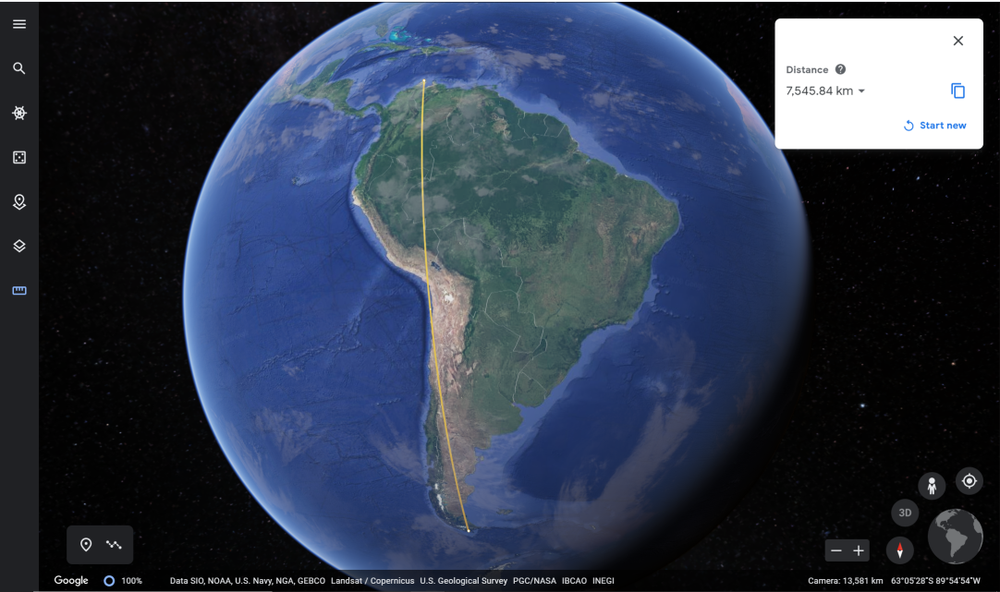 Distance
7,545.84 km
Start new
3D
Google 100% Data SIO, NOAA, U.S. Navy, NGA, GEBCO Landsat / Copernicus U.S. Geological Survey PGC/NASA IBCAO INEGI Camera: 13,581 km 63°05'28"S 89°54'54"W